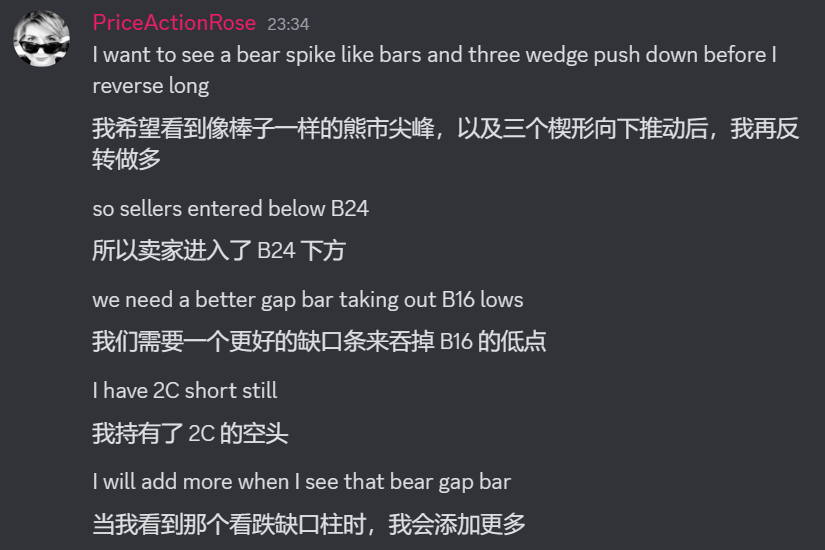 PriceActionRose 23:34
I want to see a bear spike like bars and three wedge push down before I
reverse long
我希望看到像棒子一样的熊市尖峰，以及三个楔形向下推动后，我再反
转做多
so sellers entered below B24
所以卖家进入了 B24 下方
we need a better gap bar taking out B16 lows
我们需要一个更好的缺口条来吞掉 B16 的低点
I have 2C short still
我持有了 2C 的空头
I will add more when I see that bear gap bar
当我看到那个看跌缺口柱时，我会添加更多